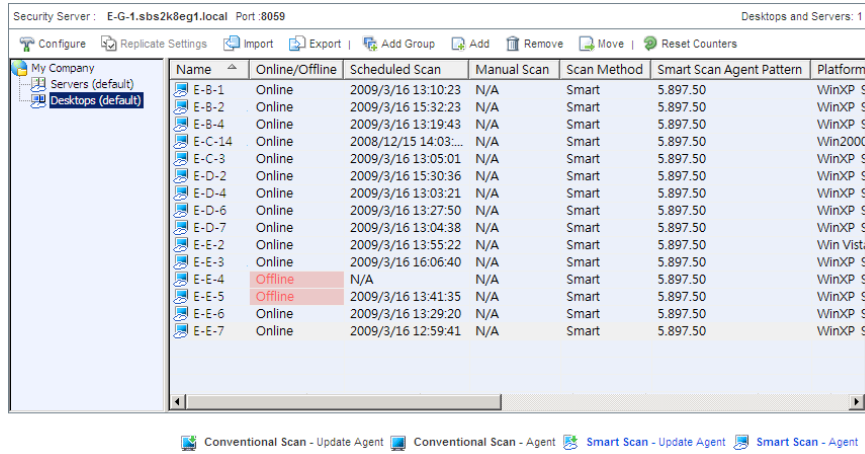 Security Server : E-G-1.sbs2k8eg1.local Port :8059 Desktops and Servers: 1
Configure Replicate Settings Import Export | Add Group Add Remove Move | Reset Counters
My Company
Servers (default)
Desktops (default)
Name Online/Offline Scheduled Scan Manual Scan Scan Method Smart Scan Agent Pattern Platform
E-B-1 Online 2009/3/16 13:10:23 N/A Smart 5.897.50 WinXP S
E-B-2 Online 2009/3/16 15:32:23 N/A Smart 5.897.50 WinXP S
E-B-4 Online 2009/3/16 13:19:43 N/A Smart 5.897.50 WinXP S
E-C-14 Online 2008/12/15 14:03:... N/A Smart 5.897.50 Win2000
E-C-3 Online 2009/3/16 13:05:01 N/A Smart 5.897.50 WinXP S
E-D-2 Online 2009/3/16 15:30:36 N/A Smart 5.897.50 WinXP S
E-D-4 Online 2009/3/16 13:03:21 N/A Smart 5.897.50 WinXP S
E-D-6 Online 2009/3/16 13:27:50 N/A Smart 5.897.50 WinXP S
E-D-7 Online 2009/3/16 13:04:38 N/A Smart 5.897.50 WinXP S
E-E-2 Online 2009/3/16 13:55:22 N/A Smart 5.897.50 Win Vista
E-E-3 Online 2009/3/16 16:06:40 N/A Smart 5.897.50 WinXP S
E-E-4 Offline N/A N/A Smart 5.897.50 WinXP S
E-E-5 Offline 2009/3/16 13:41:35 N/A Smart 5.897.50 WinXP S
E-E-6 Online 2009/3/16 13:29:20 N/A Smart 5.897.50 WinXP S
E-E-7 Online 2009/3/16 12:59:41 N/A Smart 5.897.50 WinXP S
Conventional Scan - Update Agent Conventional Scan - Agent Smart Scan - Update Agent Smart Scan - Agent